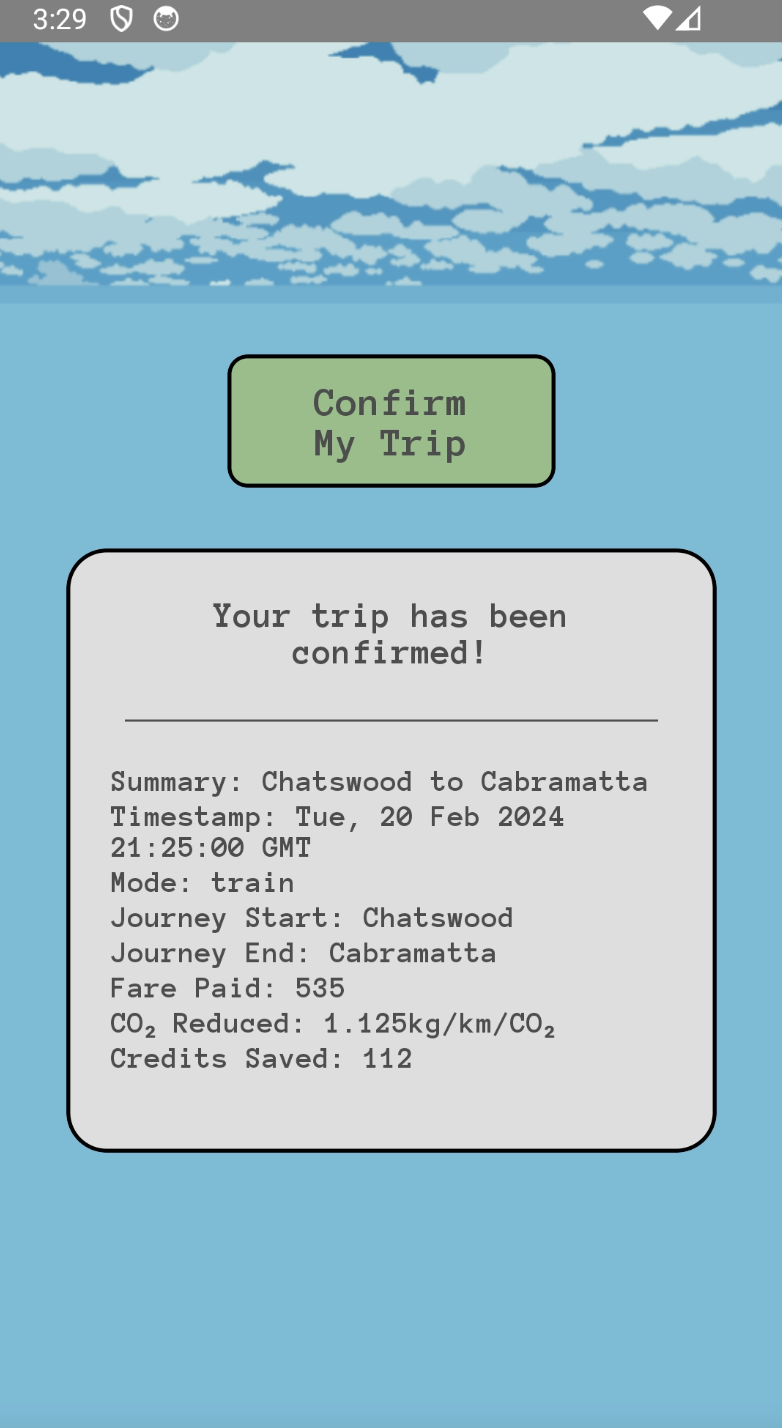 3:29
Confirm
My Trip
Your trip has been
confirmed!
Summary: Chatswood to Cabramatta
Timestamp: Tue, 20 Feb 2024
21:25:00 GMT
Mode: train
Journey Start: Chatswood
Journey End: Cabramatta
Fare Paid: 535
CO₂ Reduced: 1.125kg/km/CO₂
Credits Saved: 112